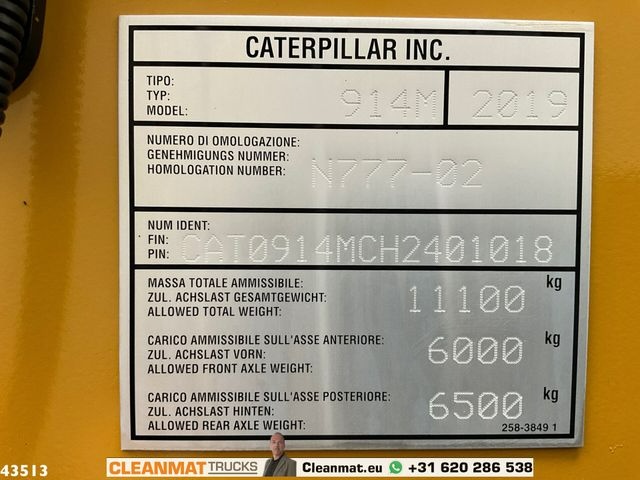 CATERPILLAR INC.
TIPO:
TYP:
MODEL: 914M 2019
NUMERO DI OMOLOGAZIONE:
GENEHMIGUNGS NUMMER:
HOMOLOGATION NUMBER: N777-02
NUM IDENT:
FIN:
PIN: CAT0914MCH2401018
MASSA TOTALE AMMISSIBILE: kg
ZUL. ACHSLAST GESAMTGEWICHT: 11100
ALLOWED TOTAL WEIGHT:
CARICO AMMISSIBILE SULL'ASSE ANTERIORE: kg
ZUL. ACHSLAST VORN: 6000
ALLOWED FRONT AXLE WEIGHT:
CARICO AMMISSIBILE SULL'ASSE POSTERIORE: kg
ZUL. ACHSLAST HINTEN: 6500
ALLOWED REAR AXLE WEIGHT: 258-3849 1
43513 CLEANMAT TRUCKS Cleanmat.eu +31 620 286 538